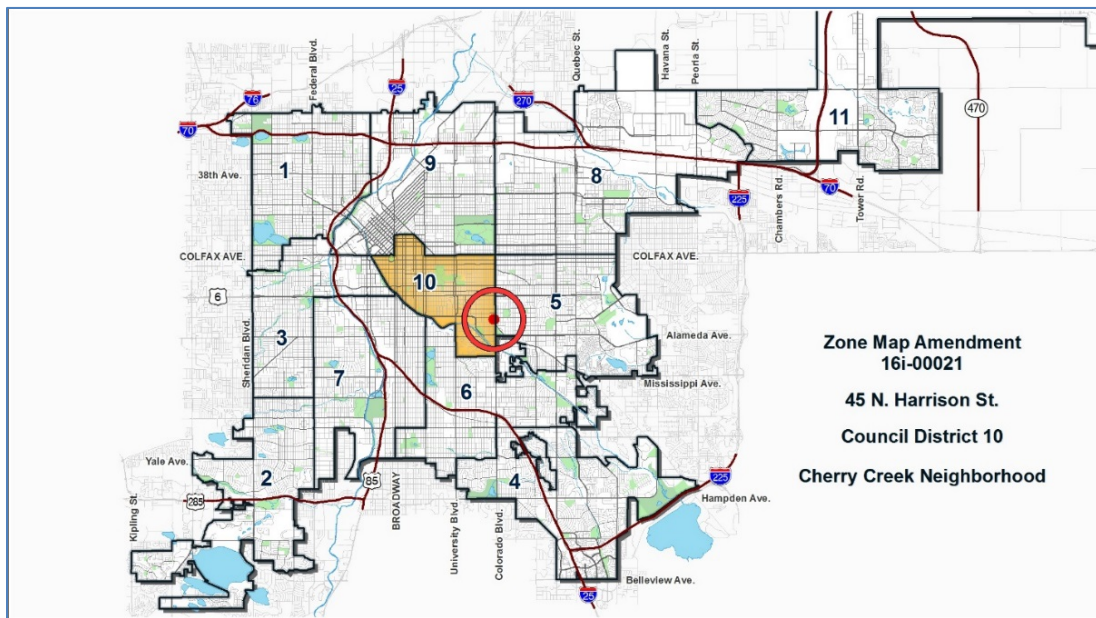 Federal Blvd.
Quebec St.
Havana St.
Peoria St.
76
25
270
470
70
11
9
1
38th Ave.
8
225
Chambers Rd.
70
Tower Rd.
COLFAX AVE.
COLFAX AVE.
10
6
5
Sheridan Blvd.
3
Alameda Ave.
7
6
Mississippi Ave.
Zone Map Amendment
16i-00021
45 N. Harrison St.
Council District 10
Cherry Creek Neighborhood
Yale Ave.
2
85
4
225
Kipling St.
285
BROADWAY
University Blvd
Colorado Blvd.
Hampden Ave.
Belleview Ave.
25